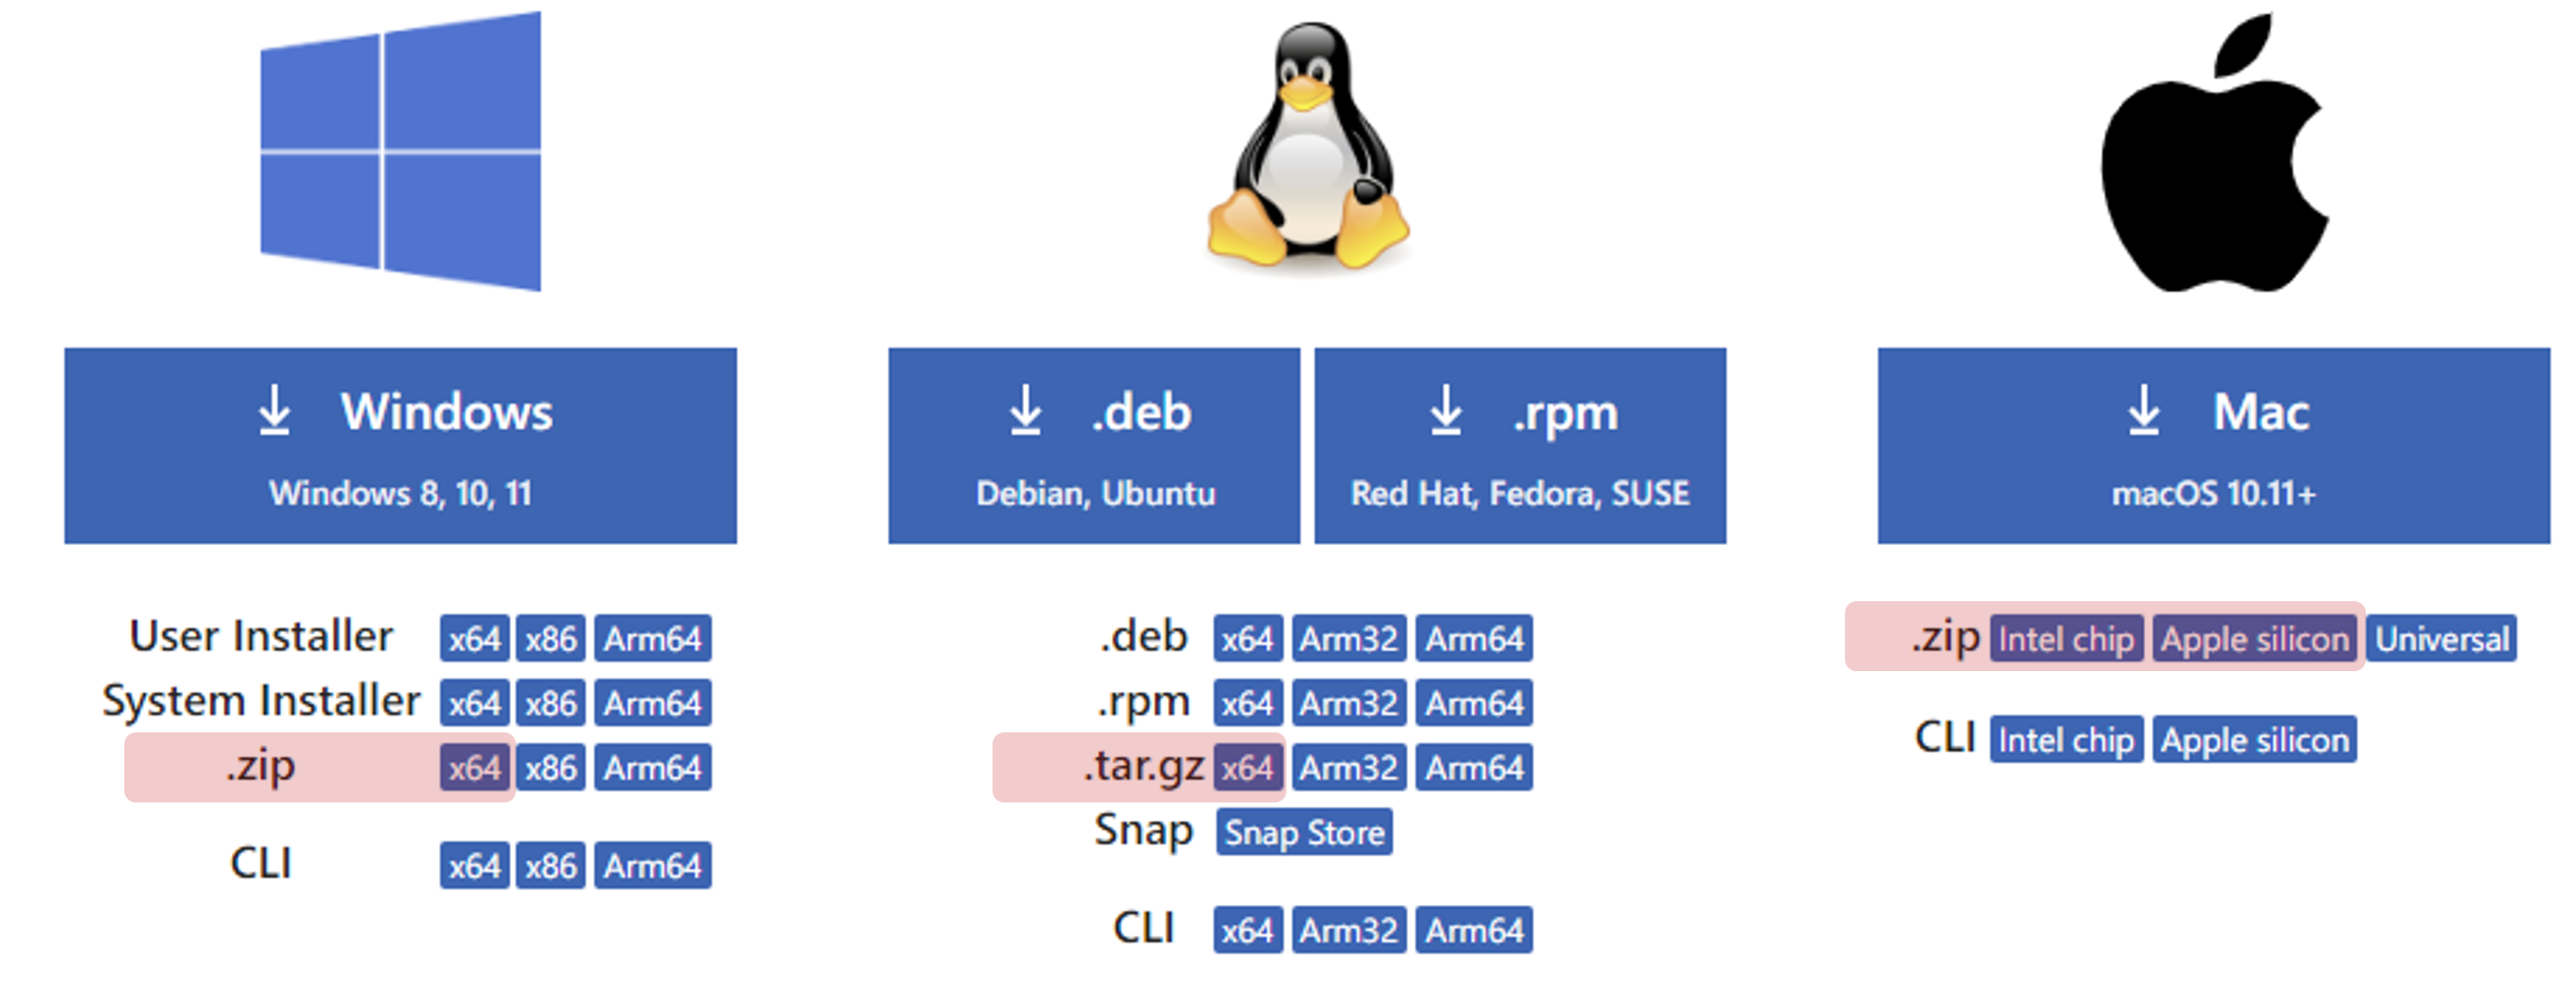 Windows
Windows 8, 10, 11
User Installer x64 x86 Arm64
System Installer x64 x86 Arm64
.zip x64 x86 Arm64
CLI x64 x86 Arm64
.deb
Debian, Ubuntu
.rpm
Red Hat, Fedora, SUSE
.deb x64 Arm32 Arm64
.rpm x64 Arm32 Arm64
.tar.gz x64 Arm32 Arm64
Snap Snap Store
CLI x64 Arm32 Arm64
Mac
macOS 10.11+
.zip Intel chip Apple silicon Universal
CLI Intel chip Apple silicon